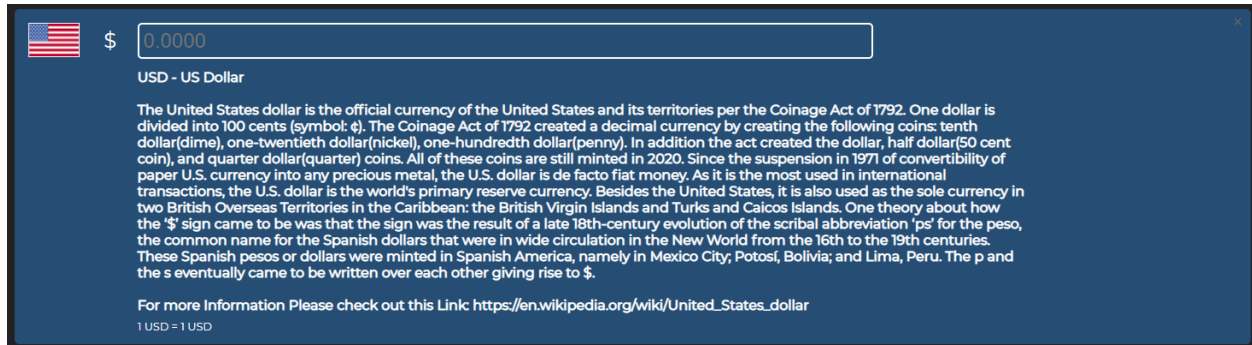 $ 0.0000 ×
USD - US Dollar
The United States dollar is the official currency of the United States and its territories per the Coinage Act of 1792. One dollar is
divided into 100 cents (symbol: ¢). The Coinage Act of 1792 created a decimal currency by creating the following coins: tenth
dollar(dime), one-twentieth dollar(nickel), one-hundredth dollar(penny). In addition the act created the dollar, half dollar(50 cent
coin), and quarter dollar(quarter) coins. All of these coins are still minted in 2020. Since the suspension in 1971 of convertibility of
paper U.S. currency into any precious metal, the U.S. dollar is de facto fiat money. As it is the most used in international
transactions, the U.S. dollar is the world's primary reserve currency. Besides the United States, it is also used as the sole currency in
two British Overseas Territories in the Caribbean: the British Virgin Islands and Turks and Caicos Islands. One theory about how
the ‘$’ sign came to be was that the sign was the result of a late 18th-century evolution of the scribal abbreviation ‘ps’ for the peso,
the common name for the Spanish dollars that were in wide circulation in the New World from the 16th to the 19th centuries.
These Spanish pesos or dollars were minted in Spanish America, namely in Mexico City; Potosí, Bolivia; and Lima, Peru. The p and
the s eventually came to be written over each other giving rise to $.
For more Information Please check out this Link: https://en.wikipedia.org/wiki/United_States_dollar
1 USD = 1 USD